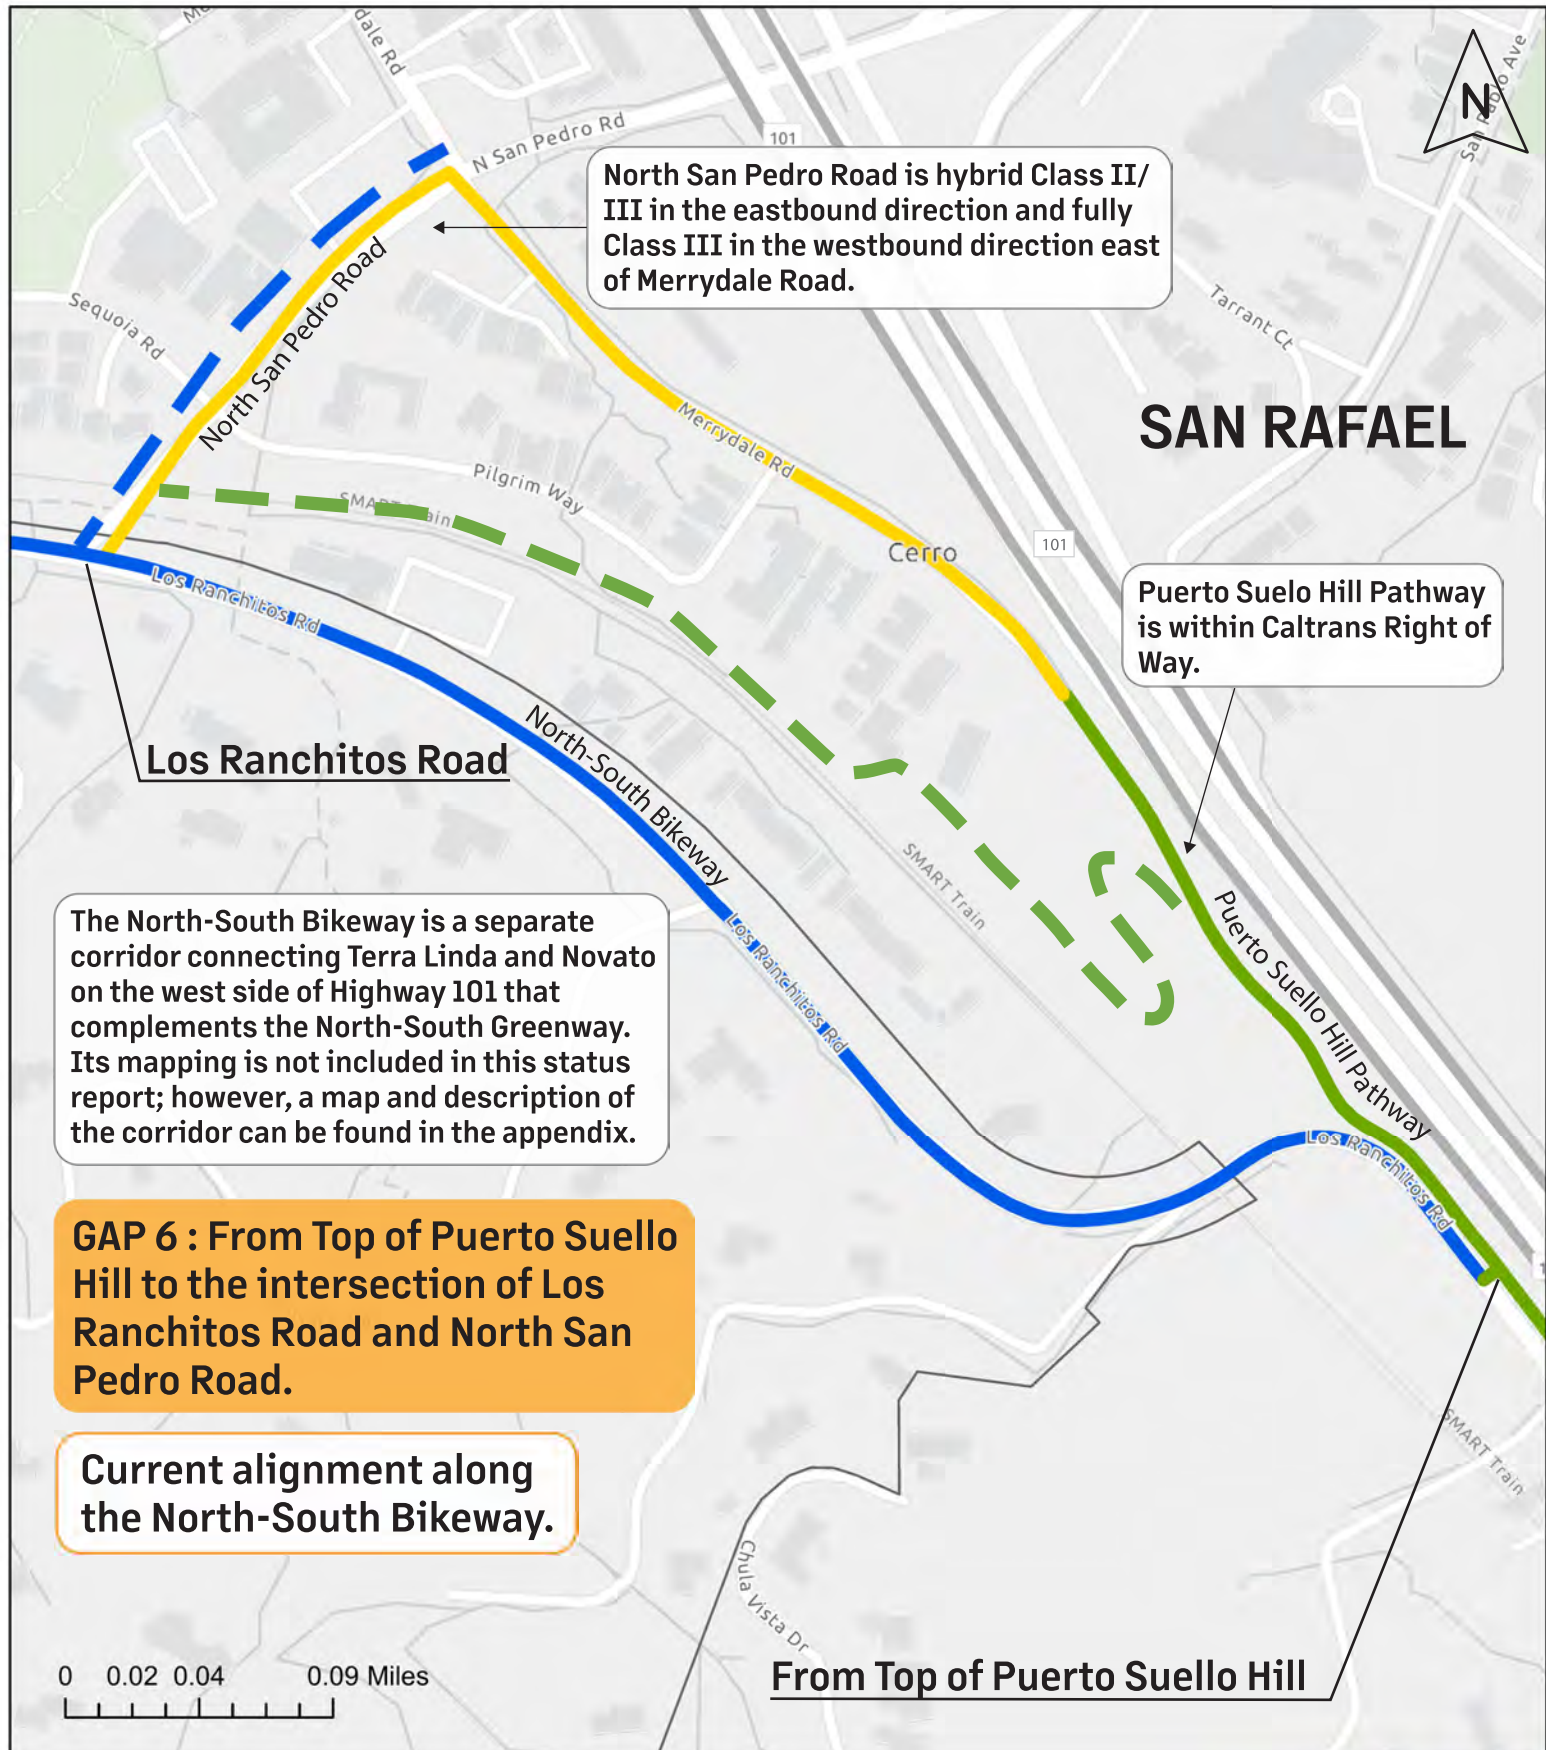 dale Rd
N San Pedro Rd
101
N
San Pablo Ave
North San Pedro Road is hybrid Class II/
III in the eastbound direction and fully
Class III in the westbound direction east
of Merrydale Road.
Sequoia Rd
North San Pedro Road
Tarrant Ct
SAN RAFAEL
Merrydale Rd
Pilgrim Way
SMART Train
Cerro
101
Los Ranchitos Rd
Puerto Suelo Hill Pathway
is within Caltrans Right of
Way.
Los Ranchitos Road
North-South Bikeway
SMART Train
Los Ranchitos Rd
Puerto Suello Hill Pathway
The North-South Bikeway is a separate
corridor connecting Terra Linda and Novato
on the west side of Highway 101 that
complements the North-South Greenway.
Its mapping is not included in this status
report; however, a map and description of
the corridor can be found in the appendix.
Los Ranchitos Rd
GAP 6 : From Top of Puerto Suello
Hill to the intersection of Los
Ranchitos Road and North San
Pedro Road.
Current alignment along
the North-South Bikeway.
SMART Train
Chula Vista Dr
From Top of Puerto Suello Hill
0 0.02 0.04 0.09 Miles